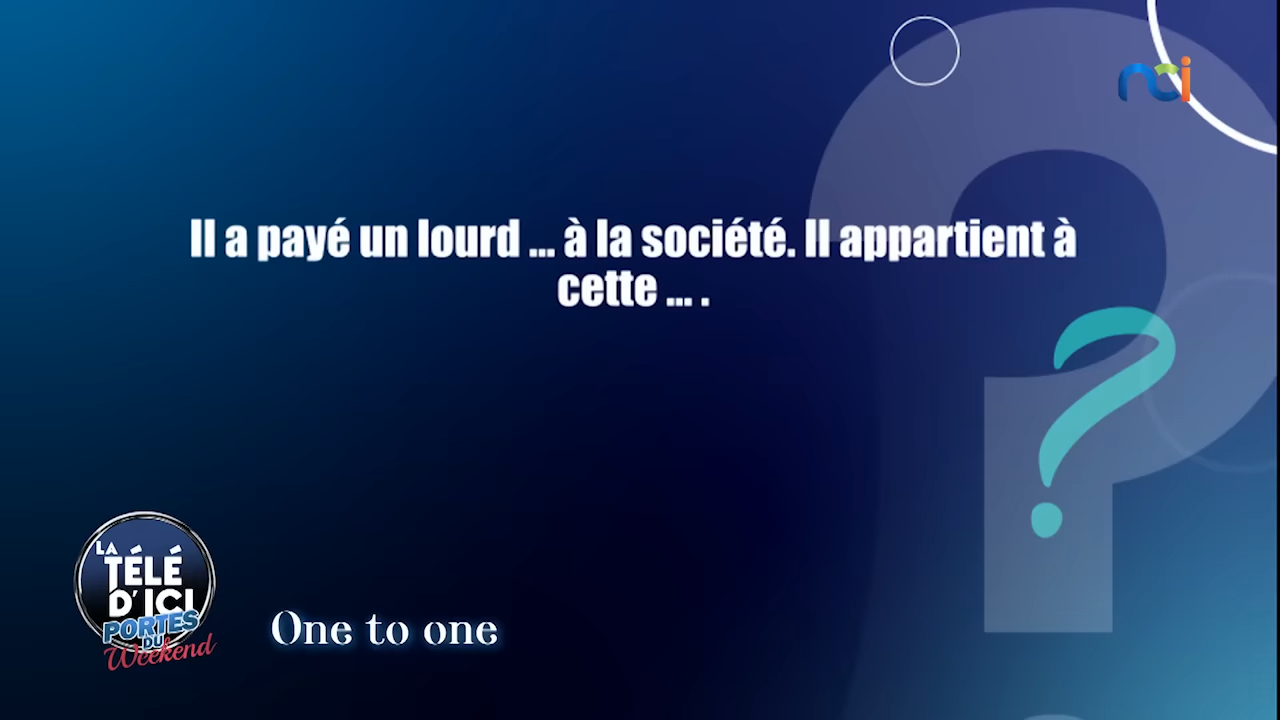 nci
Il a payé un lourd ... à la société. Il appartient à
cette ... .
LA
TÉLÉ
D' ICI
PORTES
DU
Weekend
One to one